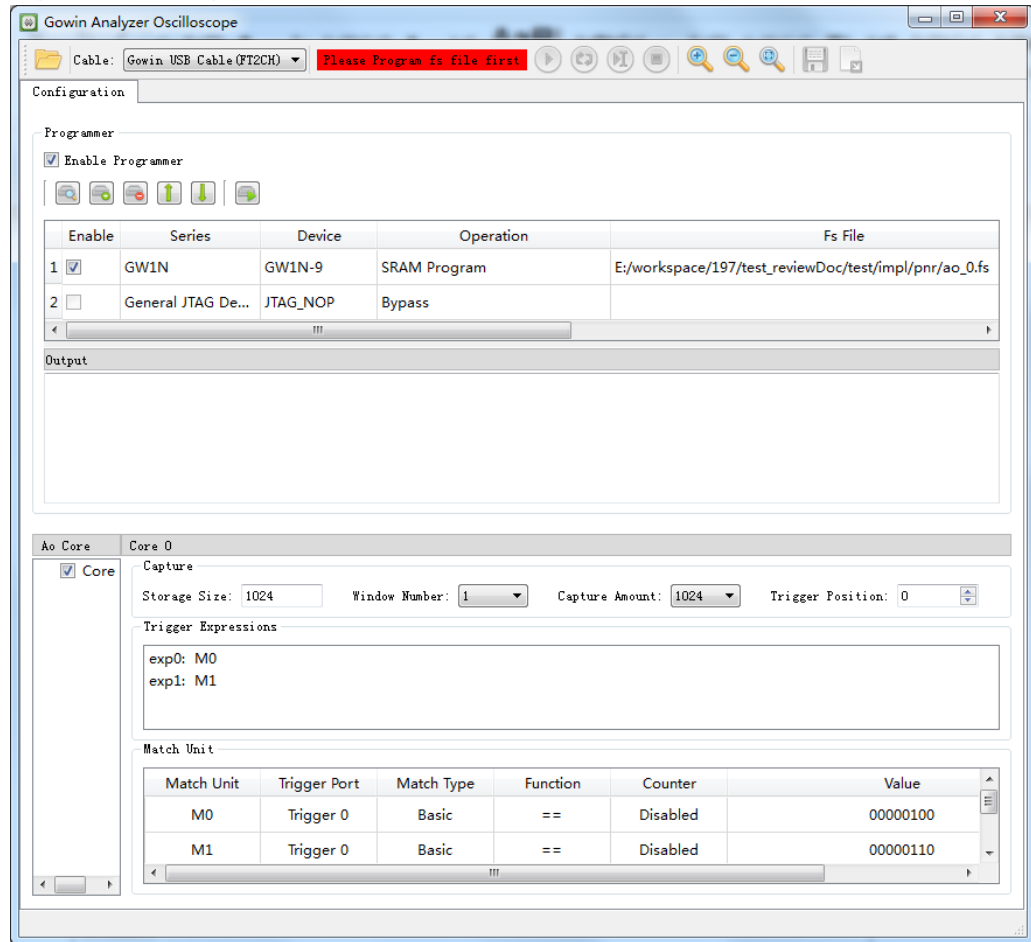 Gowin Analyzer Oscilloscope
Cable: Gowin USB Cable(FT2CH) Please Program fs file first
Configuration
Programmer
Enable Programmer
Enable Series Device Operation Fs File
1 GW1N GW1N-9 SRAM Program E:/workspace/197/test_reviewDoc/test/impl/pnr/ao_0.fs
2 General JTAG De... JTAG_NOP Bypass
Output
Ao Core Core 0
Core
Capture
Storage Size: 1024 Window Number: 1 Capture Amount: 1024 Trigger Position: 0
Trigger Expressions
exp0: M0
exp1: M1
Match Unit
Match Unit Trigger Port Match Type Function Counter Value
M0 Trigger 0 Basic == Disabled 00000100
M1 Trigger 0 Basic == Disabled 00000110